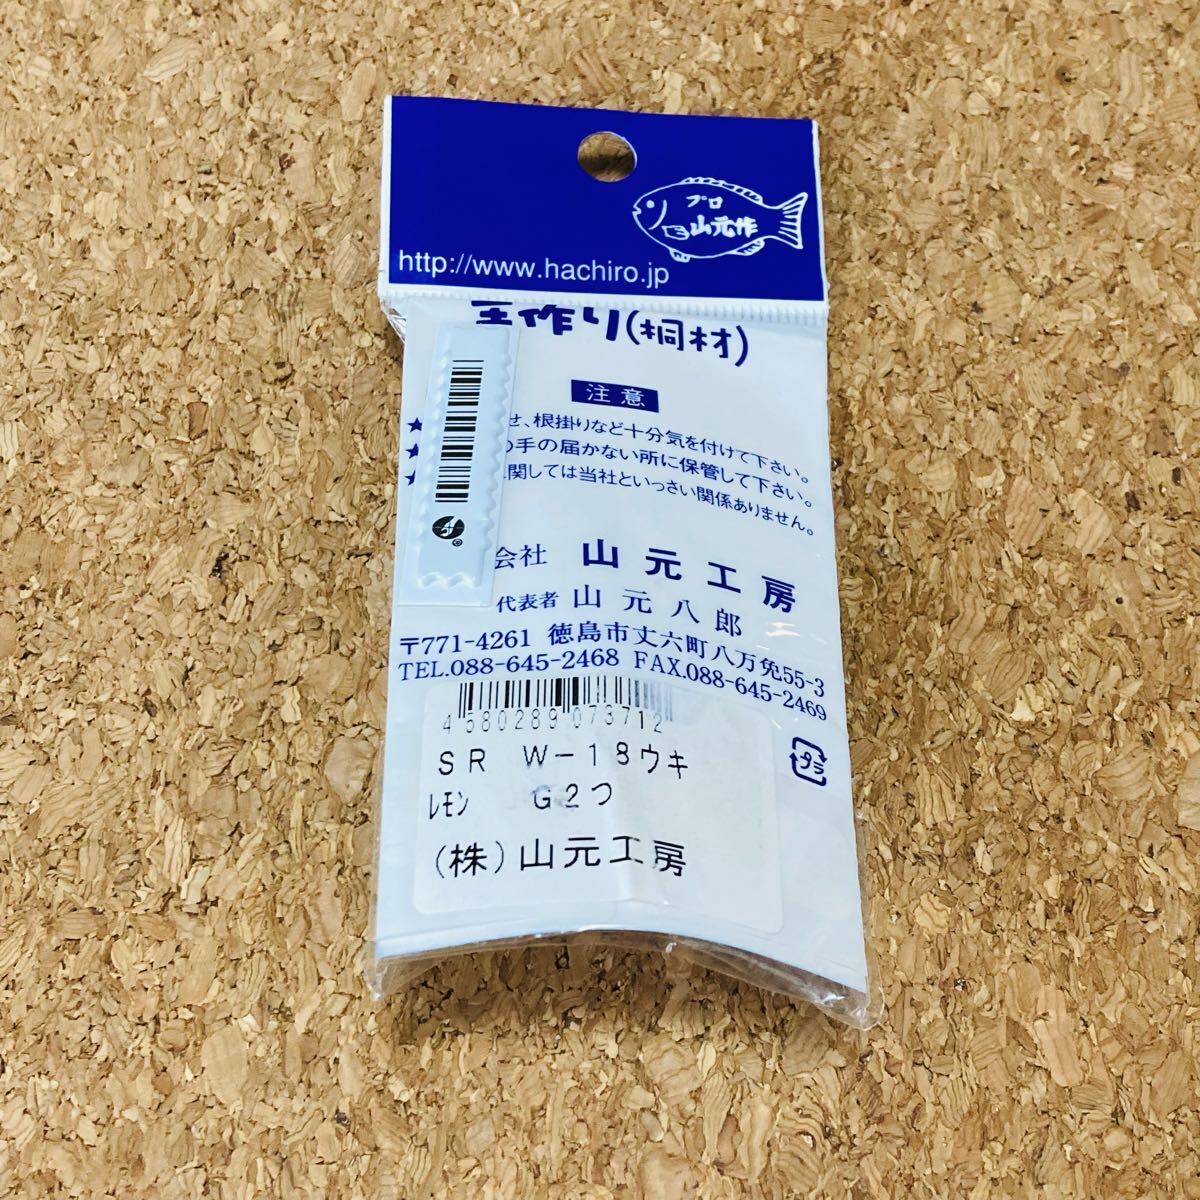 プロ
山元作
http://www.hachiro.jp
作り(桐材)
注意
★
せ、根掛りなど十分気を付けて下さい。
★
の手の届かない所に保管して下さい。
★
関しては当社といっさい関係ありません。
会社 山元工房
代表者 山元八郎
〒771-4261 徳島市丈六町八万免55-3
TEL.088-645-2468 FAX.088-645-2469
4580289073712
SR W-18ウキ
レモン G2つ
(株)山元工房
プラ